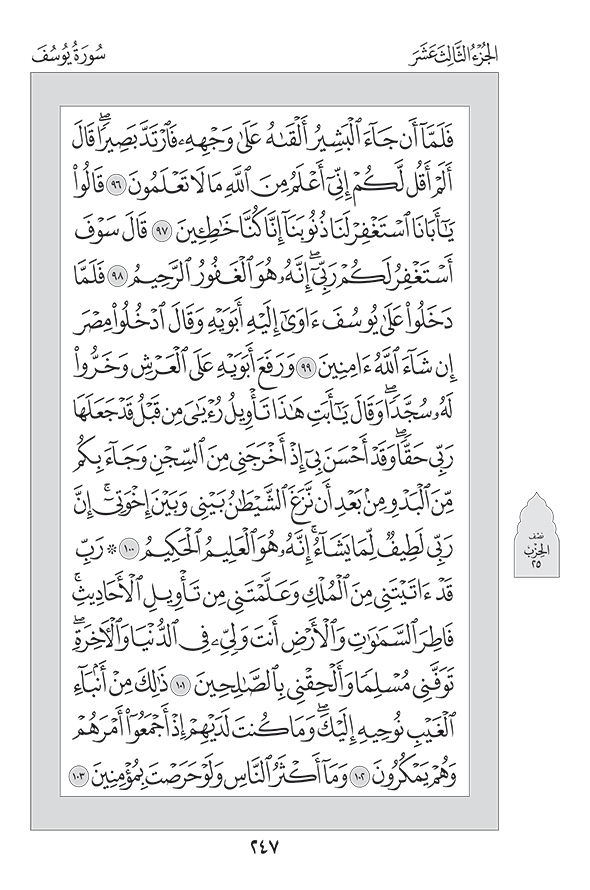 الجُزْءُ الثَّالِثَ عَشَرَ
سُورَةُ يُوسُفَ
فَلَمَّآ أَن جَآءَ ٱلْبَشِيرُ أَلْقَىٰهُ عَلَىٰ وَجْهِهِۦ فَٱرْتَدَّ بَصِيرٗاۖ قَالَ
أَلَمْ أَقُل لَّكُمْ إِنِّيٓ أَعْلَمُ مِنَ ٱللَّهِ مَا لَا تَعْلَمُونَ ٩٦ قَالُواْ
يَٰٓأَبَانَا ٱسْتَغْفِرْ لَنَا ذُنُوبَنَآ إِنَّا كُنَّا خَٰطِـِٔينَ ٩٧ قَالَ سَوْفَ
أَسْتَغْفِرُ لَكُمْ رَبِّيٓۖ إِنَّهُۥ هُوَ ٱلْغَفُورُ ٱلرَّحِيمُ ٩٨ فَلَمَّا
دَخَلُواْ عَلَىٰ يُوسُفَ ءَاوَىٰٓ إِلَيْهِ أَبَوَيْهِ وَقَالَ ٱدْخُلُواْ مِصْرَ
إِن شَآءَ ٱللَّهُ ءَامِنِينَ ٩٩ وَرَفَعَ أَبَوَيْهِ عَلَى ٱلْعَرْشِ وَخَرُّواْ
لَهُۥ سُجَّدٗاۖ وَقَالَ يَٰٓأَبَتِ هَٰذَا تَأْوِيلُ رُءْيَٰيَ مِن قَبْلُ قَدْ جَعَلَهَا
رَبِّي حَقّٗاۖ وَقَدْ أَحْسَنَ بِيٓ إِذْ أَخْرَجَنِي مِنَ ٱلسِّجْنِ وَجَآءَ بِكُم
مِّنَ ٱلْبَدْوِ مِنۢ بَعْدِ أَن نَّزَغَ ٱلشَّيْطَٰنُ بَيْنِي وَبَيْنَ إِخْوَتِيٓۚ إِنَّ
رَبِّي لَطِيفٞ لِّمَا يَشَآءُۚ إِنَّهُۥ هُوَ ٱلْعَلِيمُ ٱلْحَكِيمُ ١٠٠ ۞ رَبِّ
قَدْ ءَاتَيْتَنِي مِنَ ٱلْمُلْكِ وَعَلَّمْتَنِي مِن تَأْوِيلِ ٱلْأَحَادِيثِۚ
فَاطِرَ ٱلسَّمَٰوَٰتِ وَٱلْأَرْضِ أَنتَ وَلِيِّۦ فِي ٱلدُّنْيَا وَٱلْأٓخِرَةِۖ
تَوَفَّنِي مُسْلِمٗا وَأَلْحِقْنِي بِٱلصَّٰلِحِينَ ١٠١ ذَٰلِكَ مِنْ أَنۢبَآءِ
ٱلْغَيْبِ نُوحِيهِ إِلَيْكَۖ وَمَا كُنتَ لَدَيْهِمْ إِذْ أَجْمَعُوٓاْ أَمْرَهُمْ
وَهُمْ يَمْكُرُونَ ١٠٢ وَمَآ أَكْثَرُ ٱلنَّاسِ وَلَوْ حَرَصْتَ بِمُؤْمِنِينَ ١٠٣
نصف
الحزب
٢٥
٢٤٧